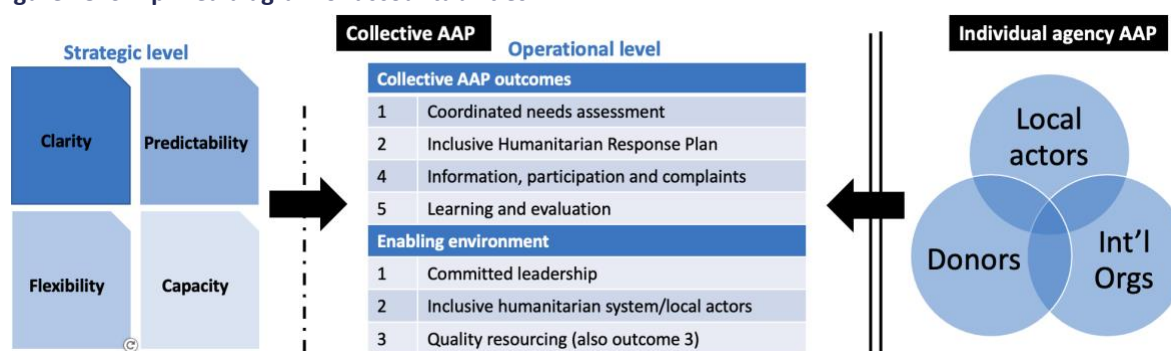 Collective AAP
Individual agency AAP
Strategic level
Operational level
Clarity
Predictability
Flexibility
Capacity
Collective AAP outcomes
1 Coordinated needs assessment
2 Inclusive Humanitarian Response Plan
4 Information, participation and complaints
5 Learning and evaluation
Enabling environment
1 Committed leadership
2 Inclusive humanitarian system/local actors
3 Quality resourcing (also outcome 3)
Local
actors
Donors
Int'l
Orgs